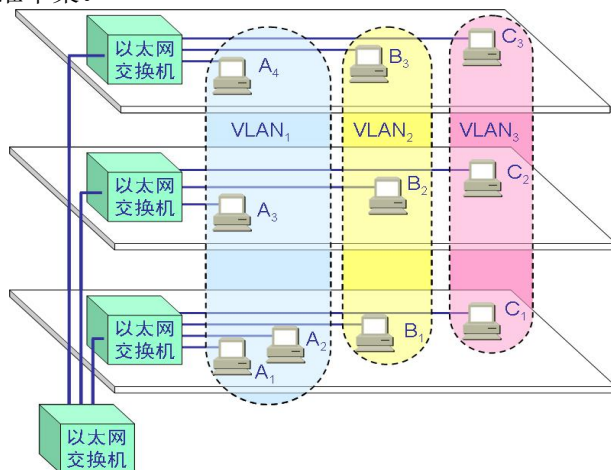 以太网
交换机
A₄
B₃
C₃
VLAN₁
VLAN₂
VLAN₃
以太网
交换机
A₃
B₂
C₂
以太网
交换机
A₁
A₂
B₁
C₁
以太网
交换机